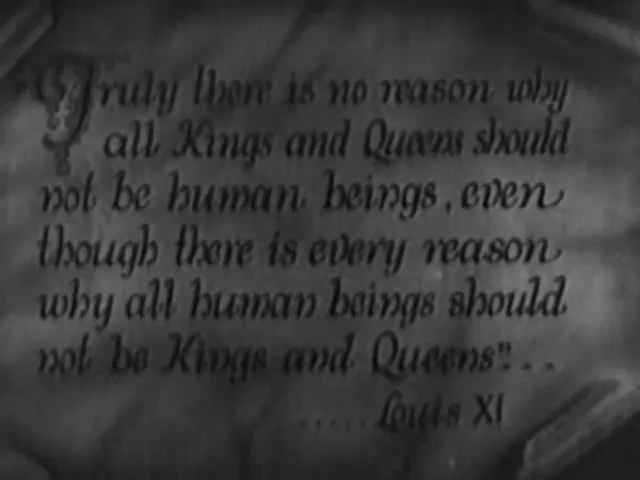 Truly there is no reason why
all Kings and Queens should
not be human beings, even
though there is every reason
why all human beings should
not be Kings and Queens"...
.....Louis XI